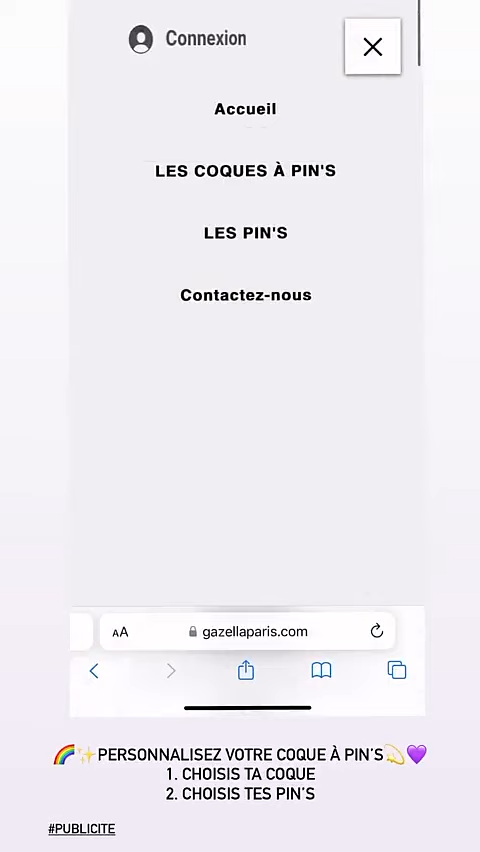 Connexion
Accueil
LES COQUES À PIN'S
LES PIN'S
Contactez-nous
AA gazellaparis.com
🌈✨PERSONNALISEZ VOTRE COQUE À PIN'S💫💜
1. CHOISIS TA COQUE
2. CHOISIS TES PIN'S
#PUBLICITE